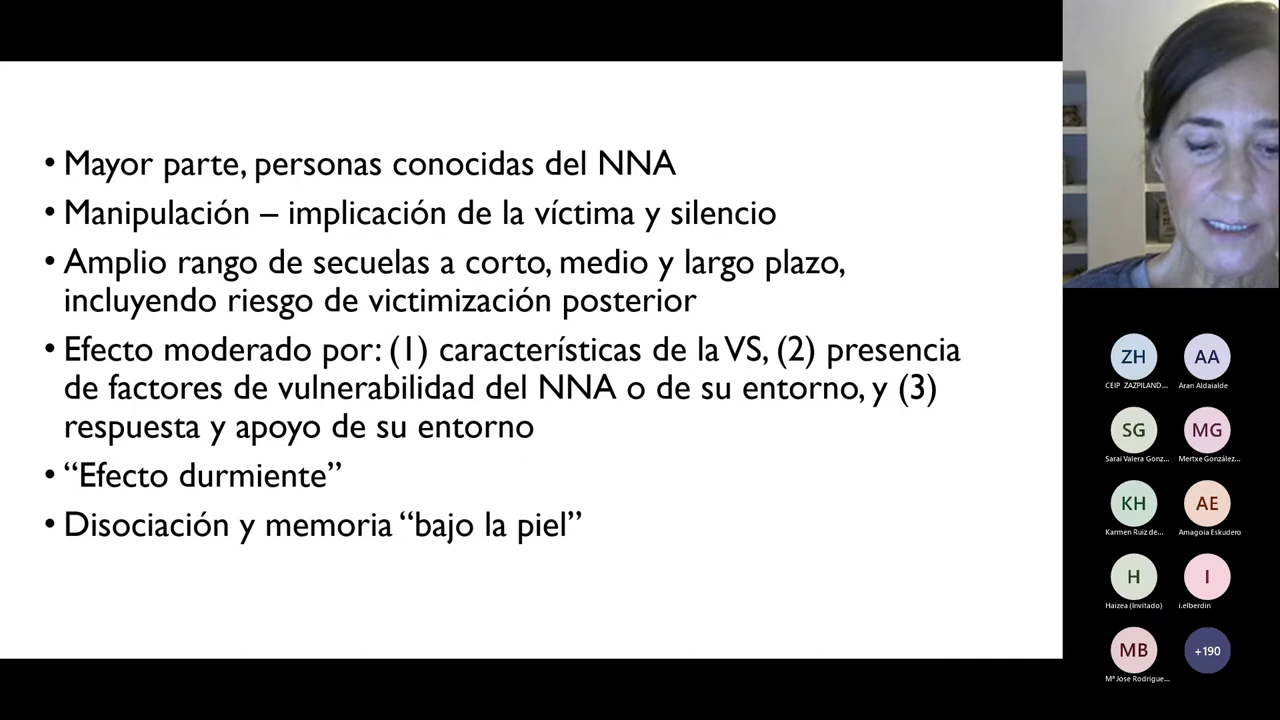 • Mayor parte, personas conocidas del NNA
• Manipulación – implicación de la víctima y silencio
• Amplio rango de secuelas a corto, medio y largo plazo,
incluyendo riesgo de victimización posterior
• Efecto moderado por: (1) características de la VS, (2) presencia
de factores de vulnerabilidad del NNA o de su entorno, y (3)
respuesta y apoyo de su entorno
• “Efecto durmiente”
• Disociación y memoria “bajo la piel”
ZH AA
CEIP ZAZPILAND... Aran Aldaialde
SG MG
Sarai Valera Gonz... Mertxe González...
KH AE
Karmen Ruiz de... Amagoia Eskudero
H I
Haizea (Invitado) i.elberdin
MB +190
Mª Jose Rodrigue...